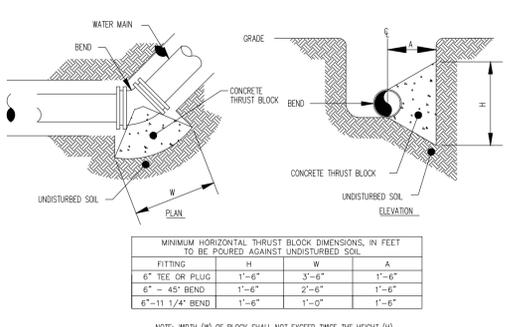 WATER MAIN
BEND
CONCRETE
THRUST BLOCK
UNDISTURBED SOIL
W
PLAN
GRADE
℄
A
BEND
H
CONCRETE THRUST BLOCK
UNDISTURBED SOIL
ELEVATION
MINIMUM HORIZONTAL THRUST BLOCK DIMENSIONS, IN FEET
TO BE POURED AGAINST UNDISTURBED SOIL
FITTING H W A
6" TEE OR PLUG 1'-6" 3'-6" 1'-6"
6" - 45° BEND 1'-6" 2'-6" 1'-6"
6"-11 1/4° BEND 1'-6" 1'-0" 1'-6"
NOTE: WIDTH (W) OF BLOCK SHALL NOT EXCEED TWICE THE HEIGHT (H)